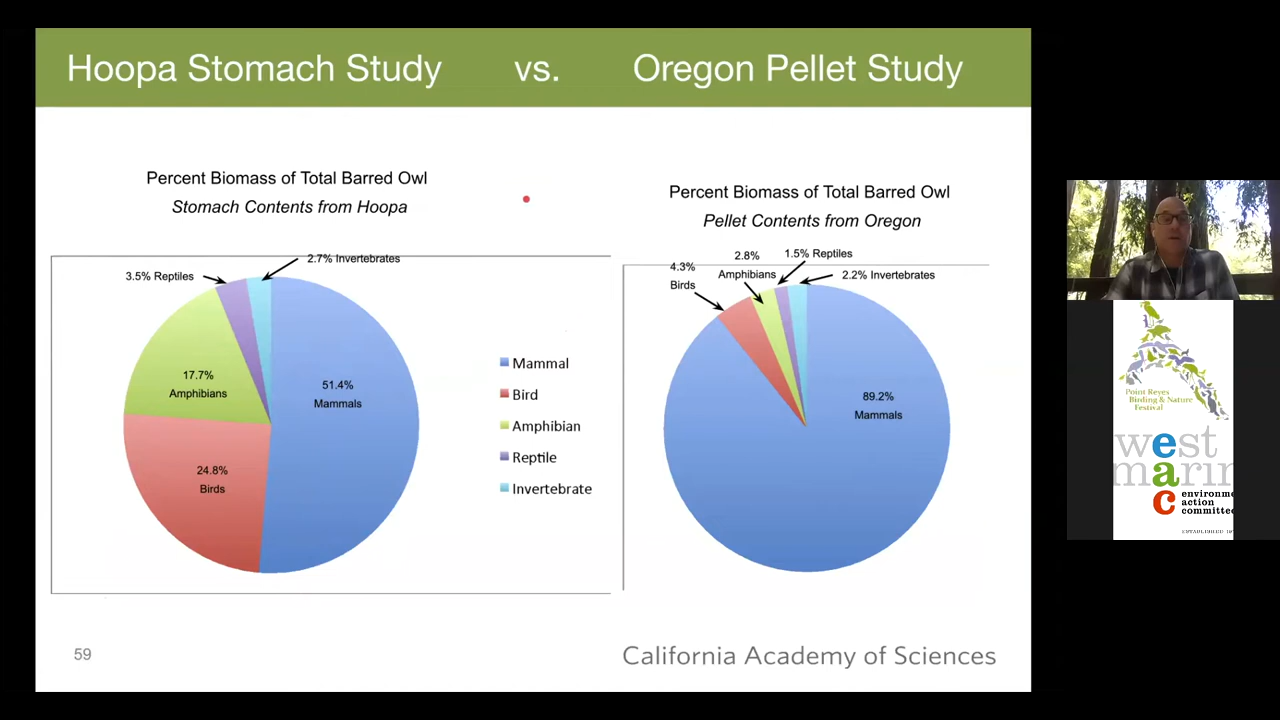 Hoopa Stomach Study vs. Oregon Pellet Study
Percent Biomass of Total Barred Owl
Stomach Contents from Hoopa
2.7% Invertebrates
3.5% Reptiles
17.7%
Amphibians
51.4%
Mammals
24.8%
Birds
Mammal
Bird
Amphibian
Reptile
Invertebrate
Percent Biomass of Total Barred Owl
Pellet Contents from Oregon
4.3%
Birds
2.8%
Amphibians
1.5% Reptiles
2.2% Invertebrates
89.2%
Mammals
59
California Academy of Sciences
Point Reyes
Birding & Nature
Festival
west
marin
eac
environme
action
committee